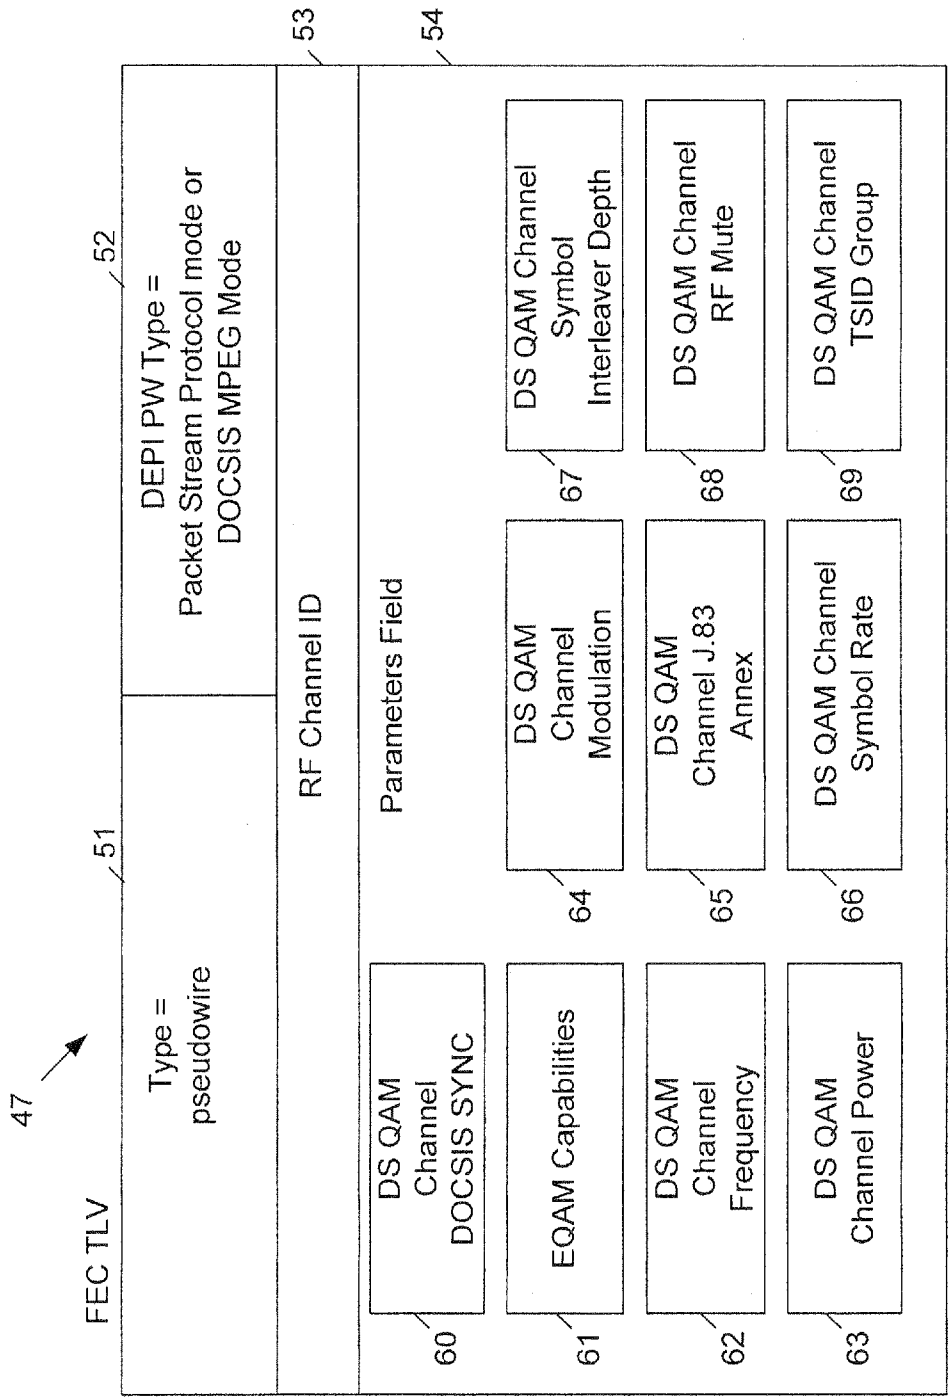 47
FEC TLV
51
52
Type =
pseudowire
DEPI PW Type =
Packet Stream Protocol mode or
DOCSIS MPEG Mode
RF Channel ID
53
Parameters Field
54
DS QAM
Channel
DOCSIS SYNC
60
EQAM Capabilities
61
DS QAM
Channel
Frequency
62
DS QAM
Channel Power
63
DS QAM
Channel
Modulation
64
DS QAM
Channel J.83
Annex
65
DS QAM Channel
Symbol Rate
66
DS QAM Channel
Symbol
Interleaver Depth
67
DS QAM Channel
RF Mute
68
DS QAM Channel
TSID Group
69